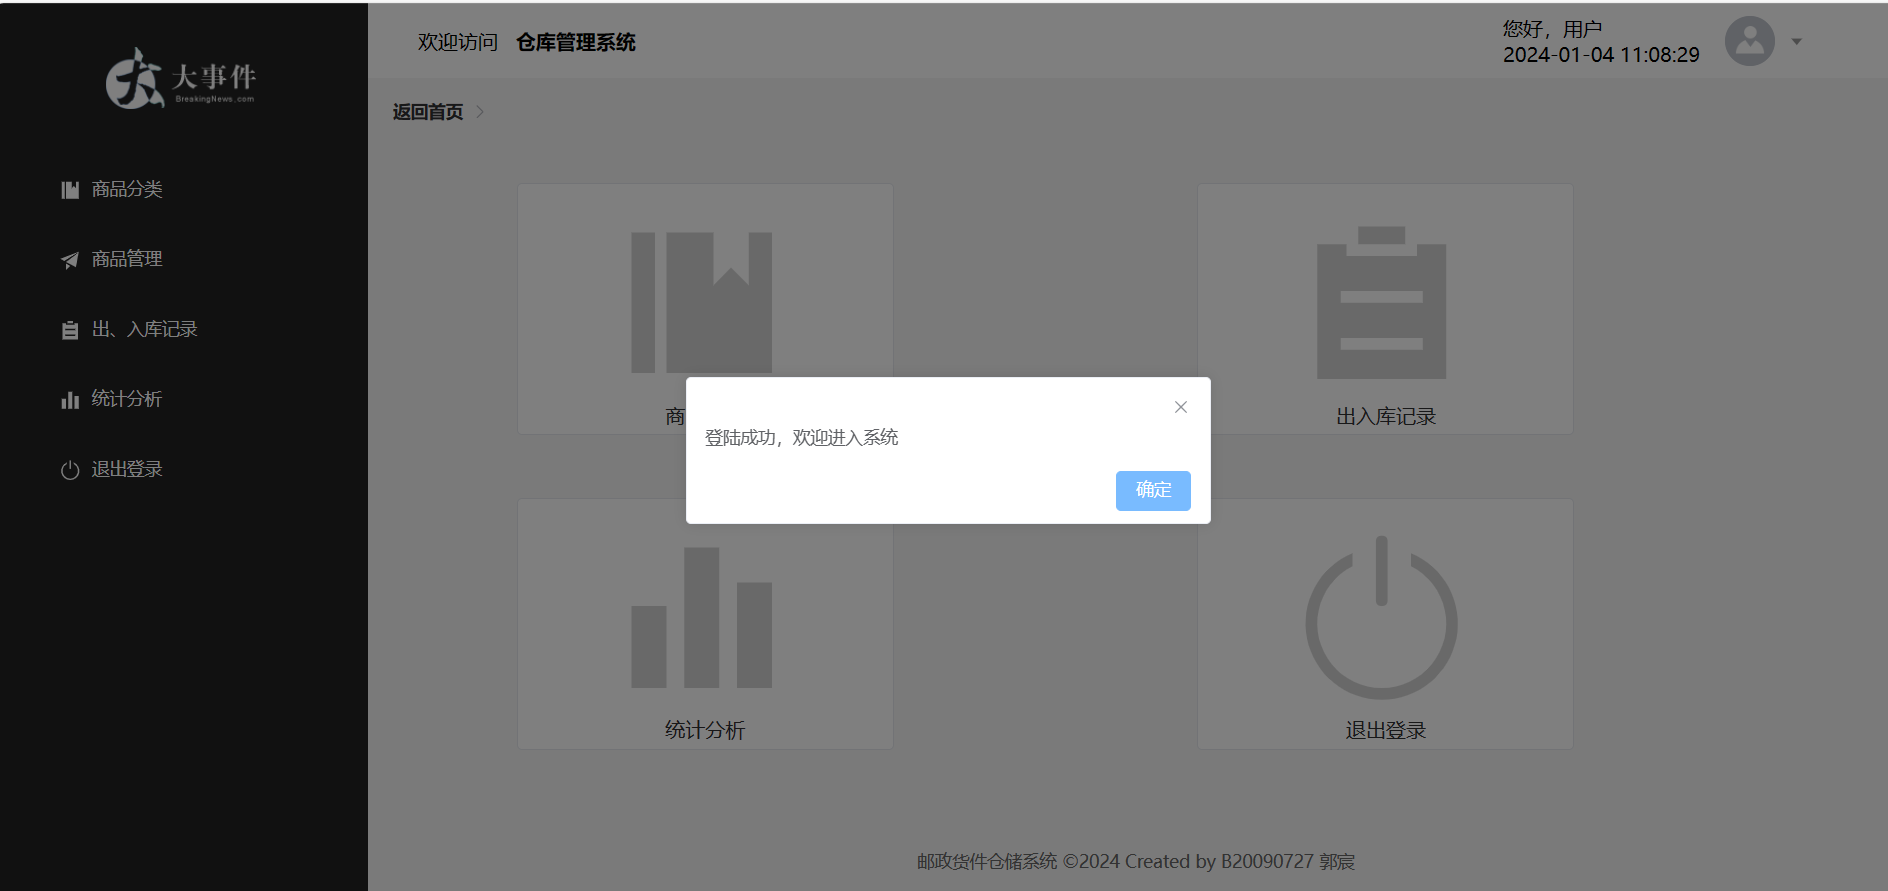 大事件
BreakingNews.com
商品分类
商品管理
出、入库记录
统计分析
退出登录
欢迎访问 仓库管理系统
您好，用户
2024-01-04 11:08:29
返回首页
商
出入库记录
登陆成功，欢迎进入系统
确定
统计分析
退出登录
邮政货件仓储系统 ©2024 Created by B20090727 郭宸